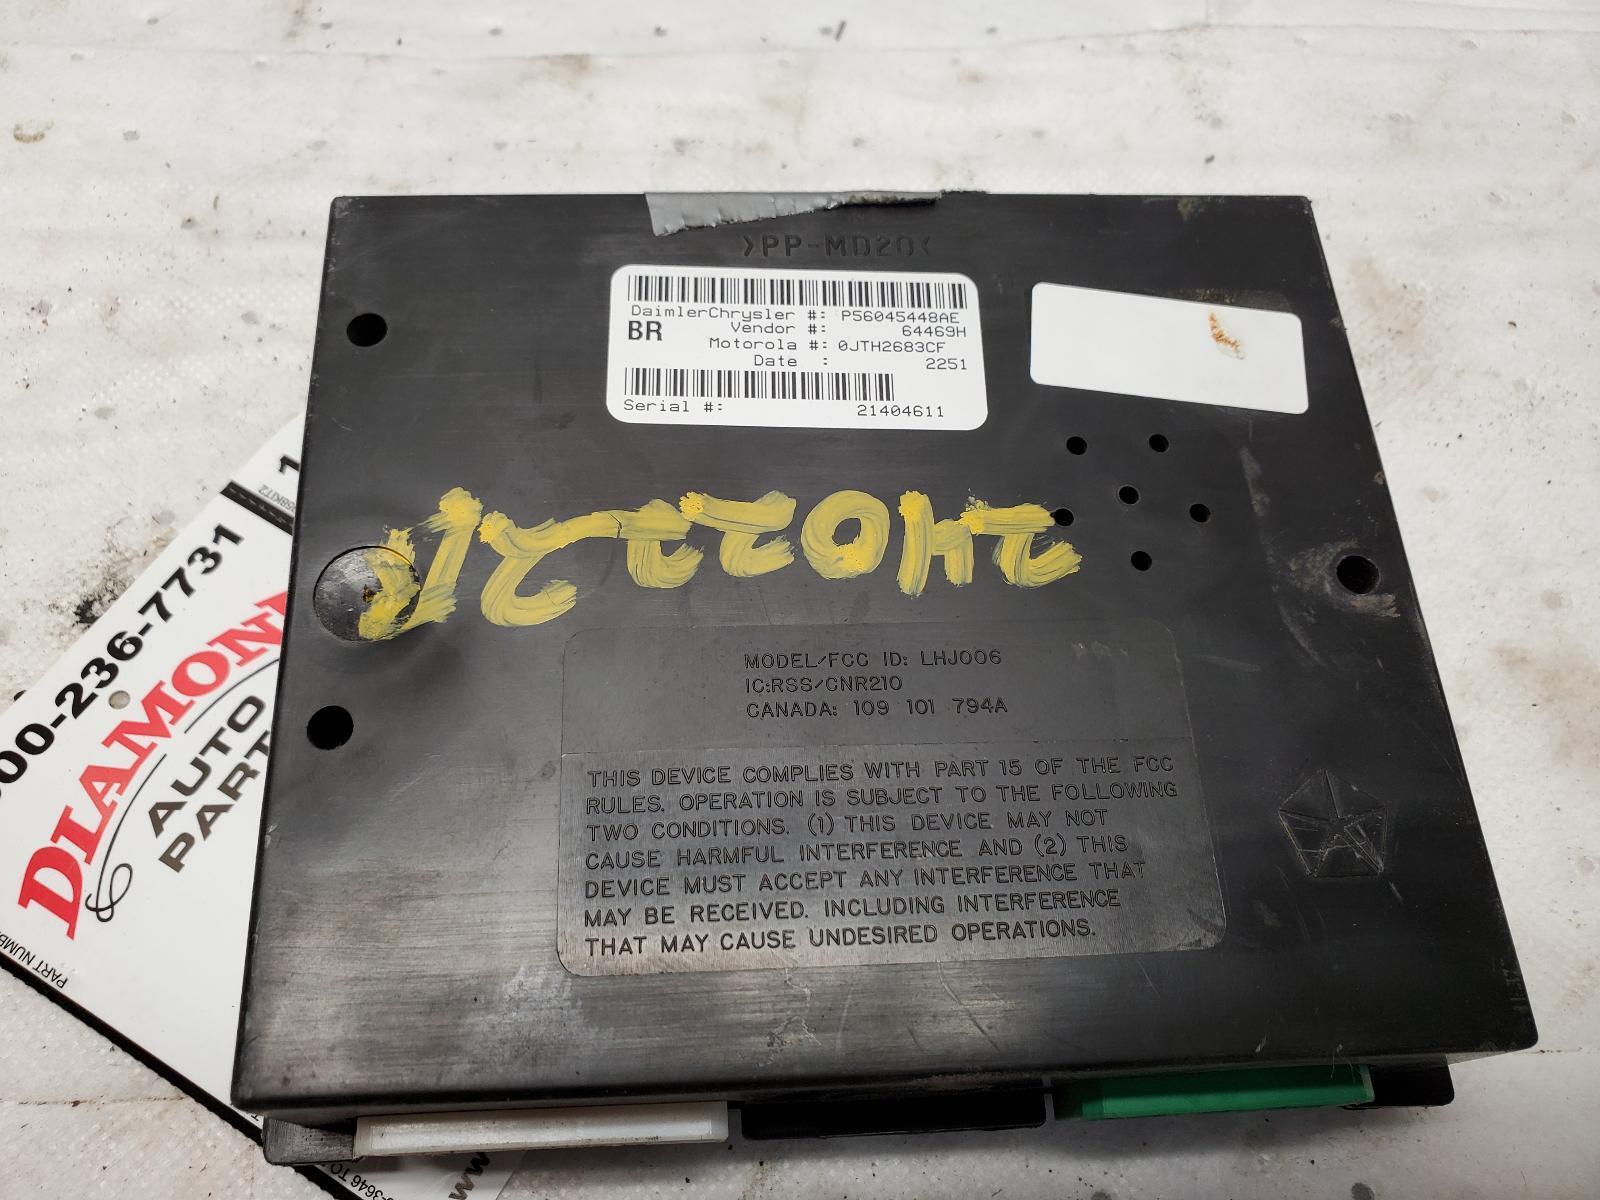 >PP-MD20<
DaimlerChrysler #: P56045448AE
BR
Vendor #: 64469H
Motorola #: 0JTH2683CF
Date : 2251
Serial #: 21404611
MODEL/FCC ID: LHJ006
IC:RSS/CNR210
CANADA: 109 101 794A
THIS DEVICE COMPLIES WITH PART 15 OF THE FCC
RULES. OPERATION IS SUBJECT TO THE FOLLOWING
TWO CONDITIONS. (1) THIS DEVICE MAY NOT
CAUSE HARMFUL INTERFERENCE AND (2) THIS
DEVICE MUST ACCEPT ANY INTERFERENCE THAT
MAY BE RECEIVED. INCLUDING INTERFERENCE
THAT MAY CAUSE UNDESIRED OPERATIONS.
00-236-7731
DIAMOND
AUTO
PART
PART NUMB